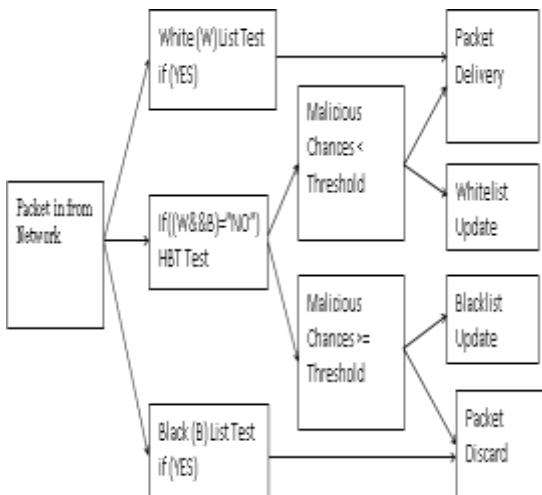 White (W) List Test
if (YES)
Packet
Delivery
Malicious
Chances <
Threshold
Packet in from
Network
If((W&&B)="NO")
HBT Test
Whitelist
Update
Malicious
Chances >=
Threshold
Blacklist
Update
Black (B) List Test
if (YES)
Packet
Discard